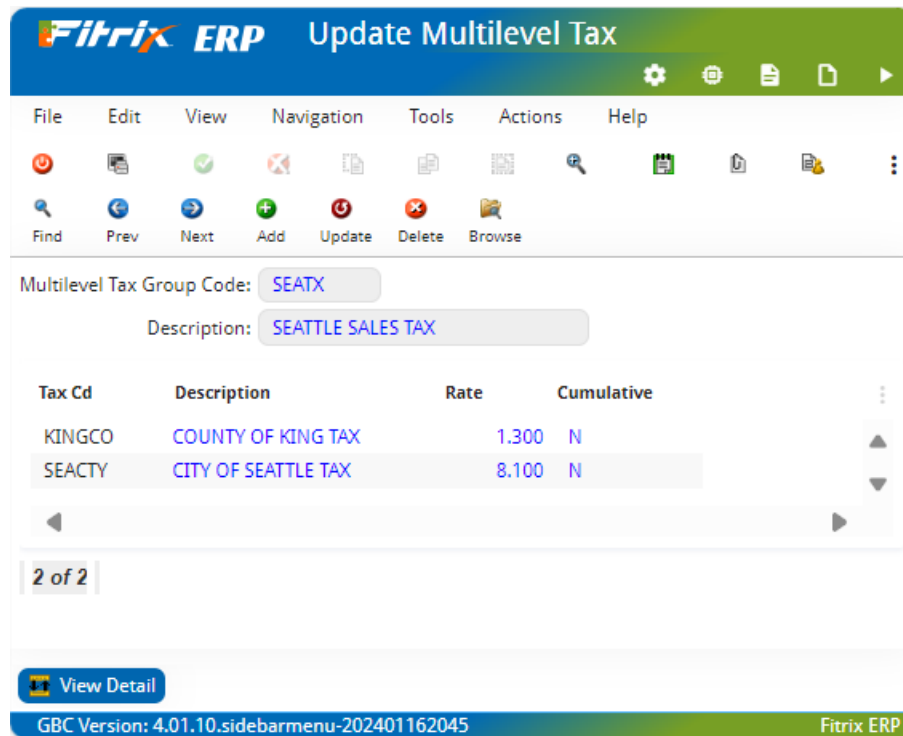 Fitrix ERP Update Multilevel Tax
File Edit View Navigation Tools Actions Help
Find Prev Next Add Update Delete Browse
Multilevel Tax Group Code: SEATX
Description: SEATTLE SALES TAX
Tax Cd Description Rate Cumulative
KINGCO COUNTY OF KING TAX 1.300 N
SEACTY CITY OF SEATTLE TAX 8.100 N
2 of 2
View Detail
GBC Version: 4.01.10.sidebarmenu-202401162045 Fitrix ERP